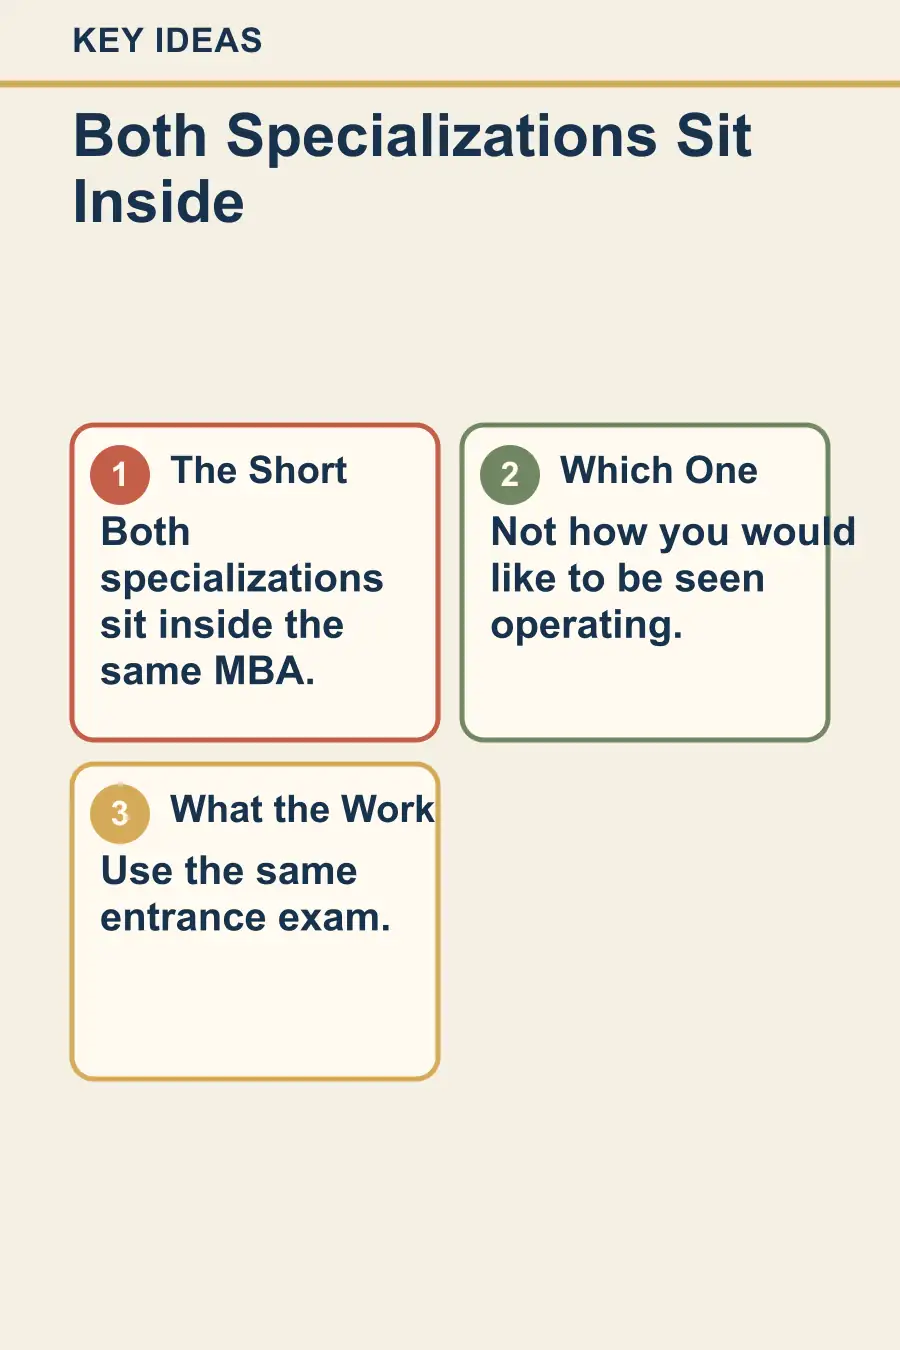 KEY IDEAS
Both Specializations Sit
Inside
1 The Short
Both
specializations
sit inside the
same MBA.
2 Which One
Not how you would
like to be seen
operating.
3 What the Work
Use the same
entrance exam.